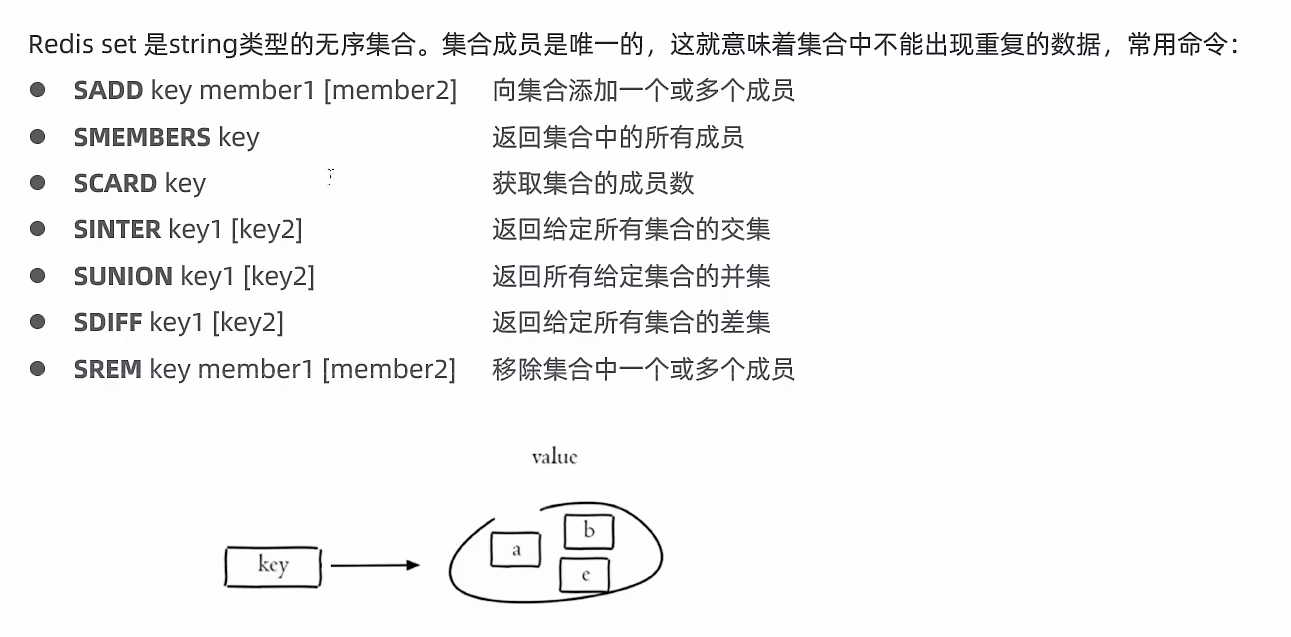 Redis set 是string类型的无序集合。集合成员是唯一的，这就意味着集合中不能出现重复的数据，常用命令：
● SADD key member1 [member2] 向集合添加一个或多个成员
● SMEMBERS key 返回集合中的所有成员
● SCARD key 获取集合的成员数
● SINTER key1 [key2] 返回给定所有集合的交集
● SUNION key1 [key2] 返回所有给定集合的并集
● SDIFF key1 [key2] 返回给定所有集合的差集
● SREM key member1 [member2] 移除集合中一个或多个成员
value
b
a
key
c